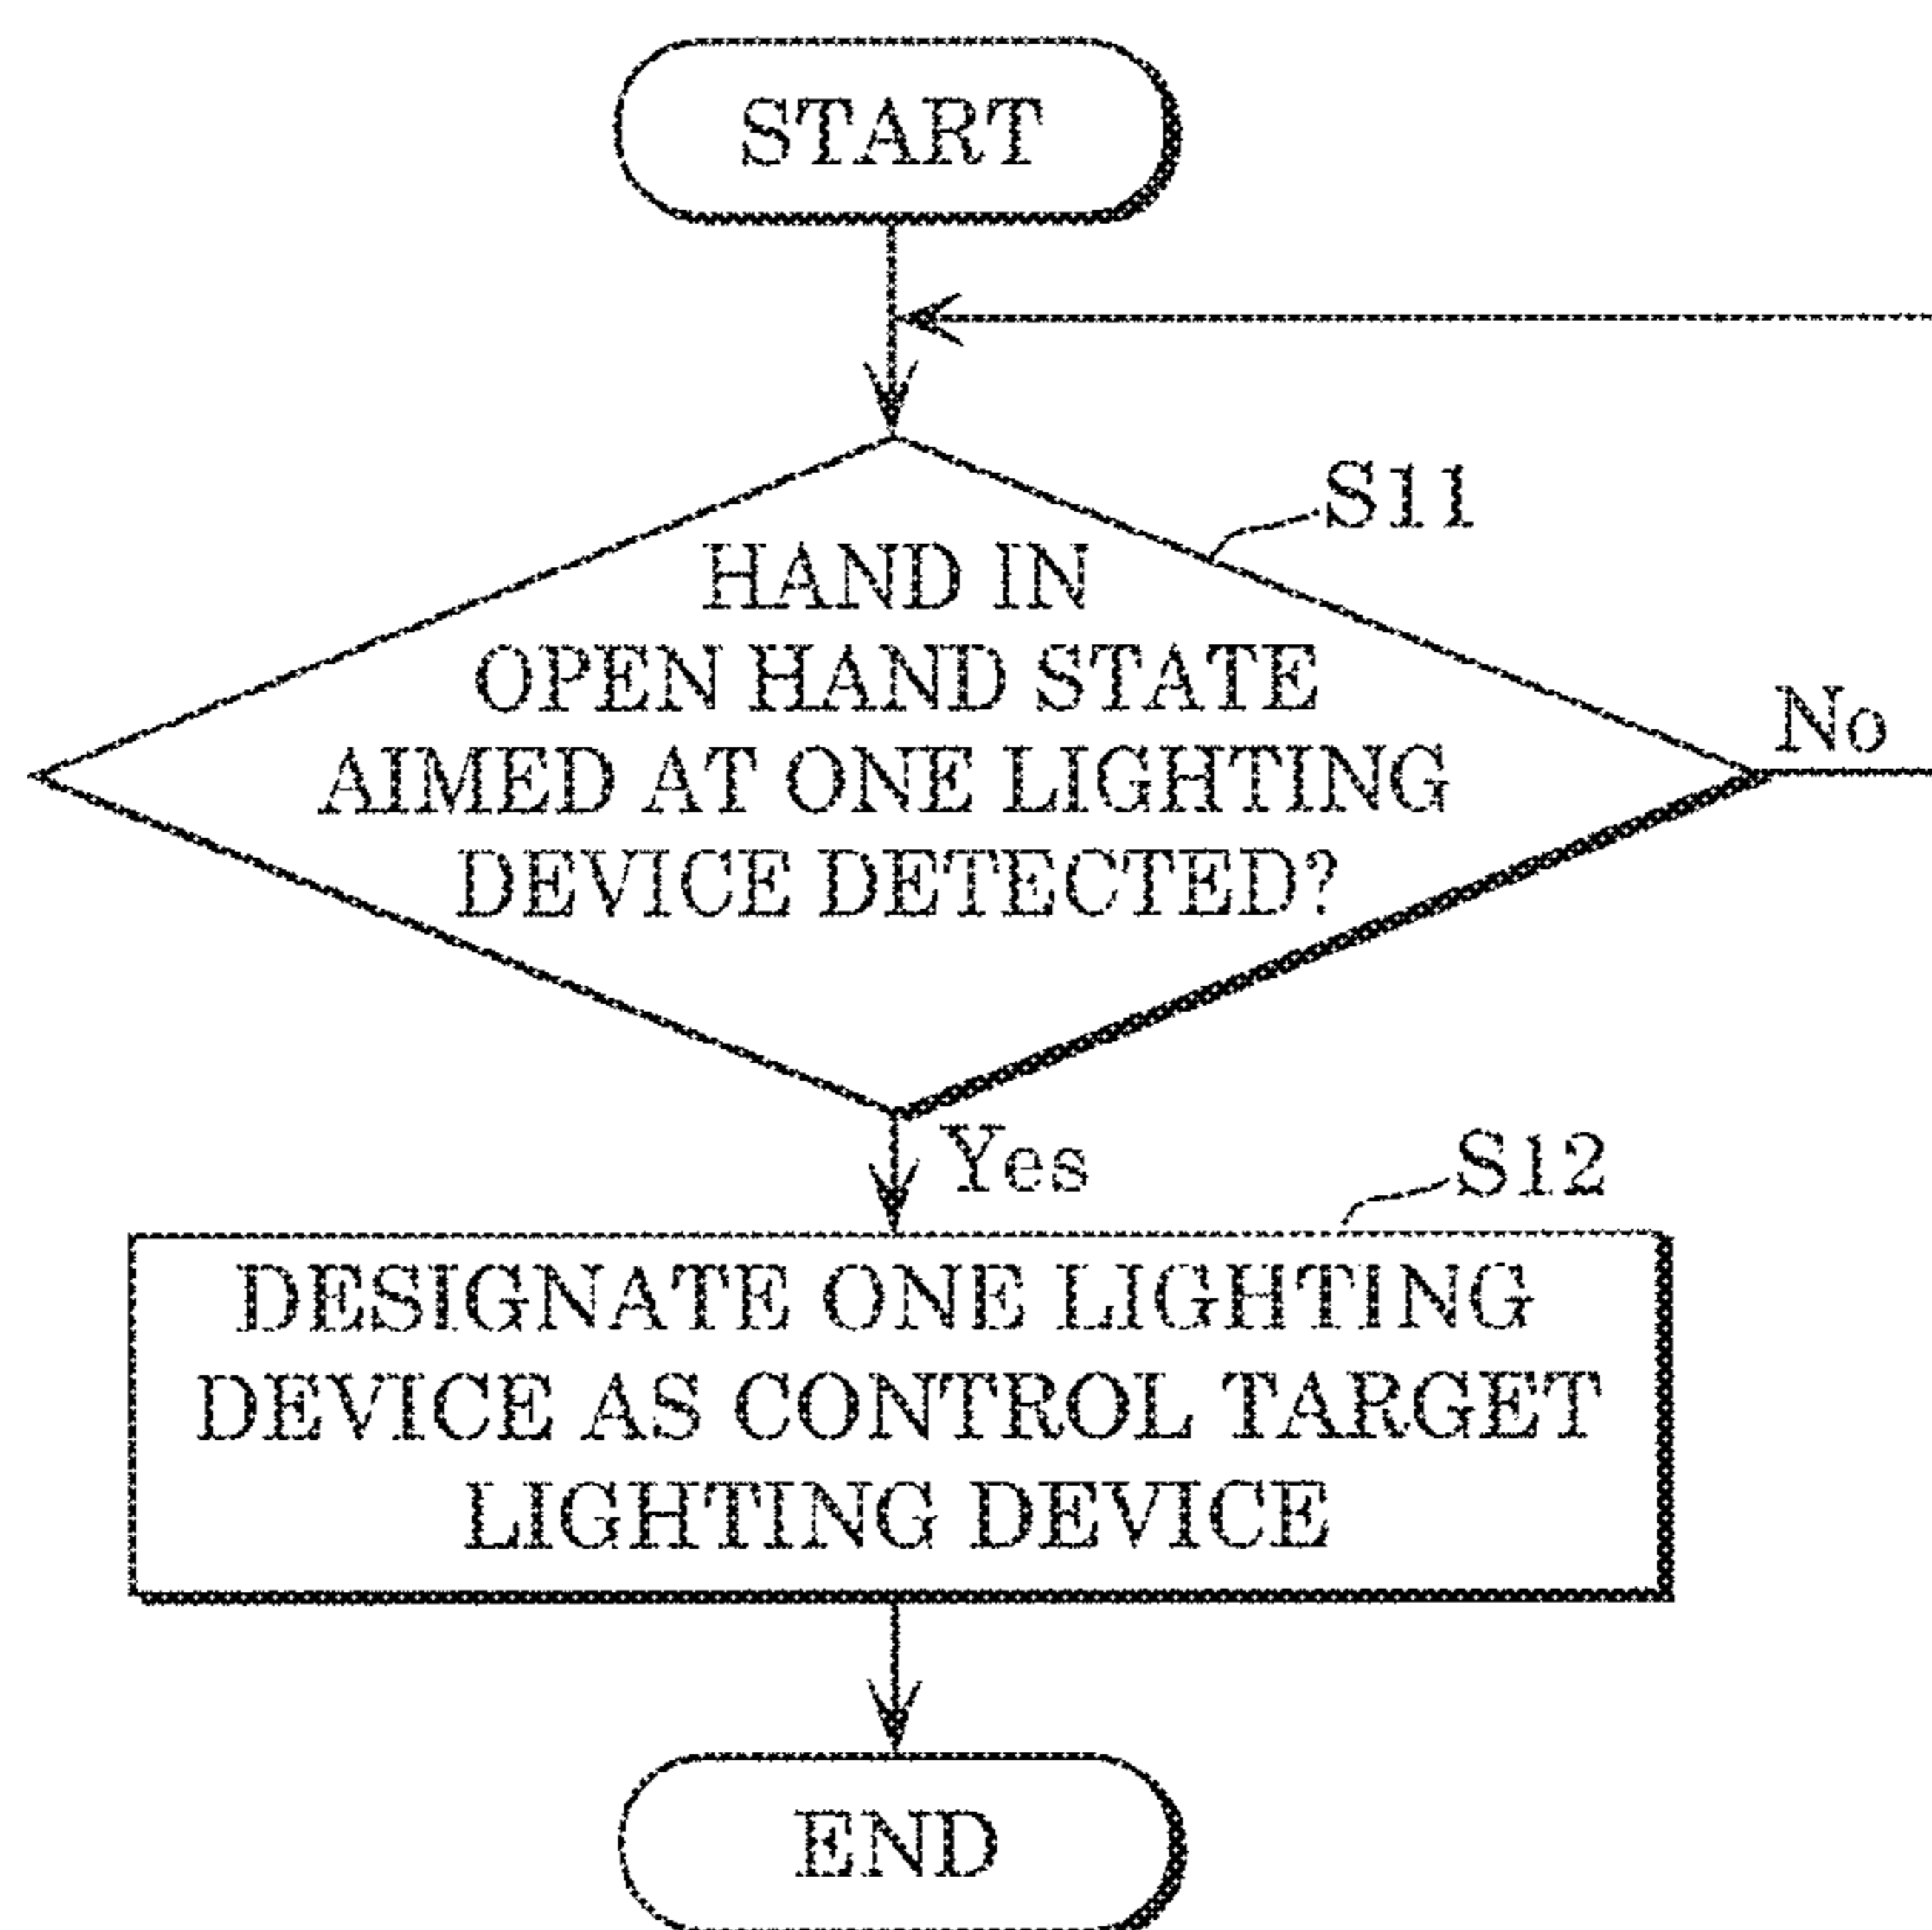 START
S11
HAND IN
OPEN HAND STATE
AIMED AT ONE LIGHTING
DEVICE DETECTED?
No
Yes
S12
DESIGNATE ONE LIGHTING
DEVICE AS CONTROL TARGET
LIGHTING DEVICE
END